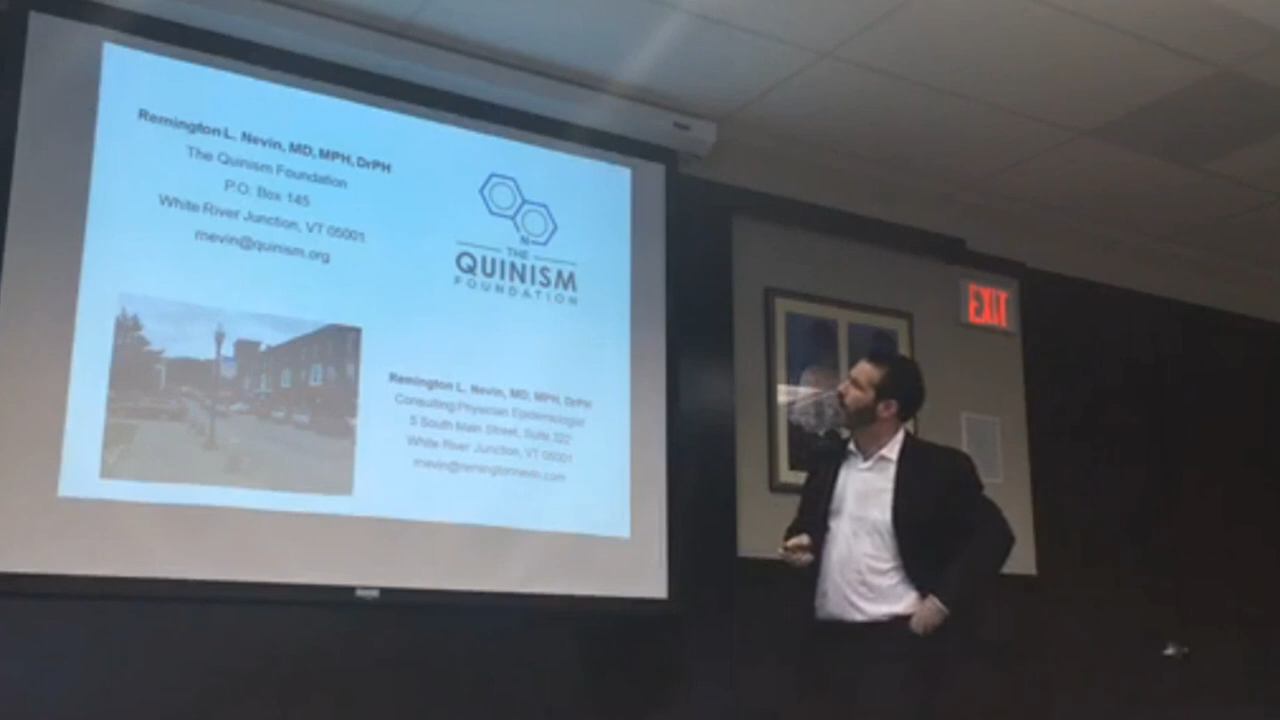 Remington L. Nevin, MD, MPH, DrPH
The Quinism Foundation
P.O. Box 145
White River Junction, VT 05001
rnevin@quinism.org
N
THE
QUINISM
FOUNDATION
Remington L. Nevin, MD, MPH, DrPH
Consulting Physician Epidemiologist
5 South Main Street, Suite 322
White River Junction, VT 05001
rnevin@remingtonnevin.com
EXIT